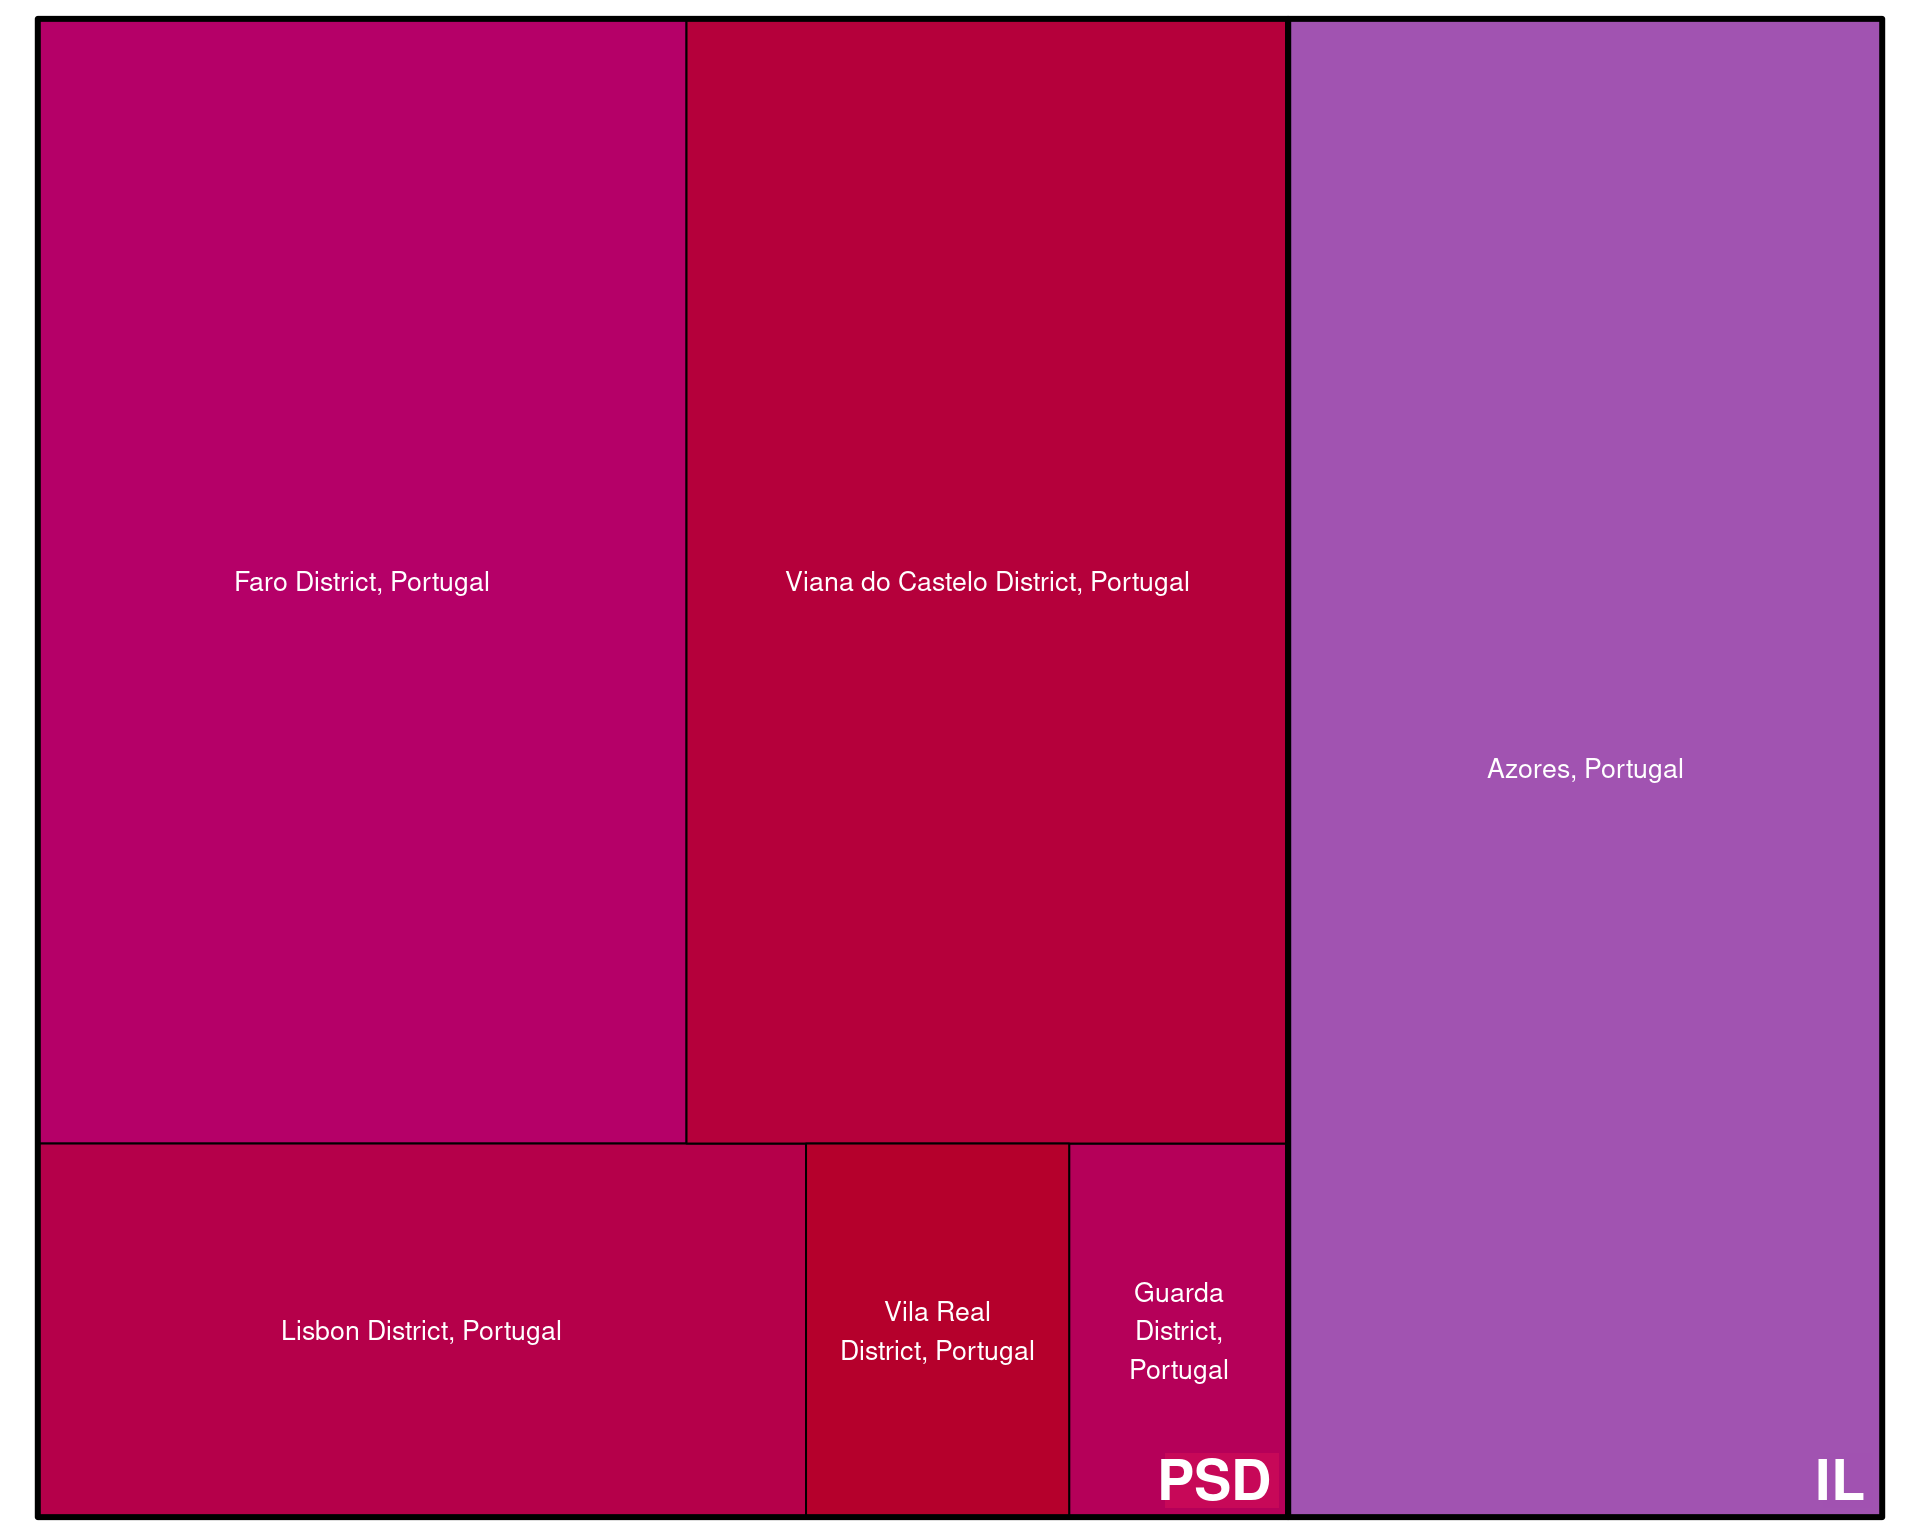 Faro District, Portugal
Viana do Castelo District, Portugal
Azores, Portugal
Lisbon District, Portugal
Vila Real
District, Portugal
Guarda
District,
Portugal
PSD
IL